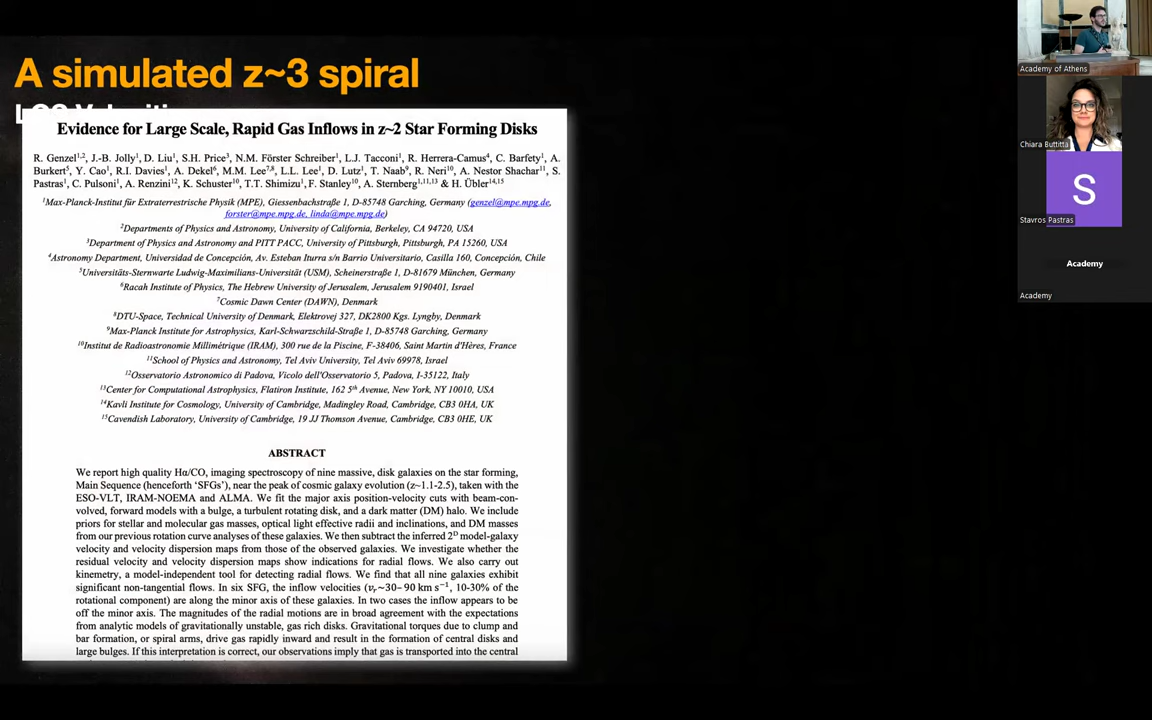 A simulated z~3 spiral
Evidence for Large Scale, Rapid Gas Inflows in z~2 Star Forming Disks
R. Genzel1,2, J.-B. Jolly1, D. Liu1, S.H. Price3, N.M. Förster Schreiber1, L.J. Tacconi1, R. Herrera-Camus4, C. Barfety1, A.
Burkert5, Y. Cao1, R.I. Davies1, A. Dekel6, M.M. Lee7,8, L.L. Lee1, D. Lutz1, T. Naab9, R. Neri10, A. Nestor Shachar11, S.
Pastras1, C. Pulsoni1, A. Renzini12, K. Schuster10, T.T. Shimizu1, F. Stanley10, A. Sternberg1,11,13 & H. Übler14,15
1Max-Planck-Institut für Extraterrestrische Physik (MPE), Giessenbachstraße 1, D-85748 Garching, Germany (genzel@mpe.mpg.de,
forster@mpe.mpg.de, linda@mpe.mpg.de)
2Departments of Physics and Astronomy, University of California, Berkeley, CA 94720, USA
3Department of Physics and Astronomy and PITT PACC, University of Pittsburgh, Pittsburgh, PA 15260, USA
4Astronomy Department, Universidad de Concepción, Av. Esteban Iturra s/n Barrio Universitario, Casilla 160, Concepción, Chile
5Universitäts-Sternwarte Ludwig-Maximilians-Universität (USM), Scheinerstraße 1, D-81679 München, Germany
6Racah Institute of Physics, The Hebrew University of Jerusalem, Jerusalem 9190401, Israel
7Cosmic Dawn Center (DAWN), Denmark
8DTU-Space, Technical University of Denmark, Elektrovej 327, DK2800 Kgs. Lyngby, Denmark
9Max-Planck Institute for Astrophysics, Karl-Schwarzschild-Straße 1, D-85748 Garching, Germany
10Institut de Radioastronomie Millimétrique (IRAM), 300 rue de la Piscine, F-38406, Saint Martin d'Hères, France
11School of Physics and Astronomy, Tel Aviv University, Tel Aviv 69978, Israel
12Osservatorio Astronomico di Padova, Vicolo dell'Osservatorio 5, Padova, I-35122, Italy
13Center for Computational Astrophysics, Flatiron Institute, 162 5th Avenue, New York, NY 10010, USA
14Kavli Institute for Cosmology, University of Cambridge, Madingley Road, Cambridge, CB3 0HA, UK
15Cavendish Laboratory, University of Cambridge, 19 JJ Thomson Avenue, Cambridge, CB3 0HE, UK
ABSTRACT
We report high quality Hα/CO, imaging spectroscopy of nine massive, disk galaxies on the star forming,
Main Sequence (henceforth 'SFGs'), near the peak of cosmic galaxy evolution (z~1.1-2.5), taken with the
ESO-VLT, IRAM-NOEMA and ALMA. We fit the major axis position-velocity cuts with beam-con-
volved, forward models with a bulge, a turbulent rotating disk, and a dark matter (DM) halo. We include
priors for stellar and molecular gas masses, optical light effective radii and inclinations, and DM masses
from our previous rotation curve analyses of these galaxies. We then subtract the inferred 2D model-galaxy
velocity and velocity dispersion maps from those of the observed galaxies. We investigate whether the
residual velocity and velocity dispersion maps show indications for radial flows. We also carry out
kinemetry, a model-independent tool for detecting radial flows. We find that all nine galaxies exhibit
significant non-tangential flows. In six SFG, the inflow velocities (vr~30–90 km s−1, 10-30% of the
rotational component) are along the minor axis of these galaxies. In two cases the inflow appears to be
off the minor axis. The magnitudes of the radial motions are in broad agreement with the expectations
from analytic models of gravitationally unstable, gas rich disks. Gravitational torques due to clump and
bar formation, or spiral arms, drive gas rapidly inward and result in the formation of central disks and
large bulges. If this interpretation is correct, our observations imply that gas is transported into the central
Academy of Athens
Chiara Buttitta
S
Stavros Pastras
Academy
Academy